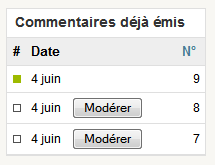 Commentaires déjà émis
# Date N°
4 juin 9
4 juin Modérer 8
4 juin Modérer 7